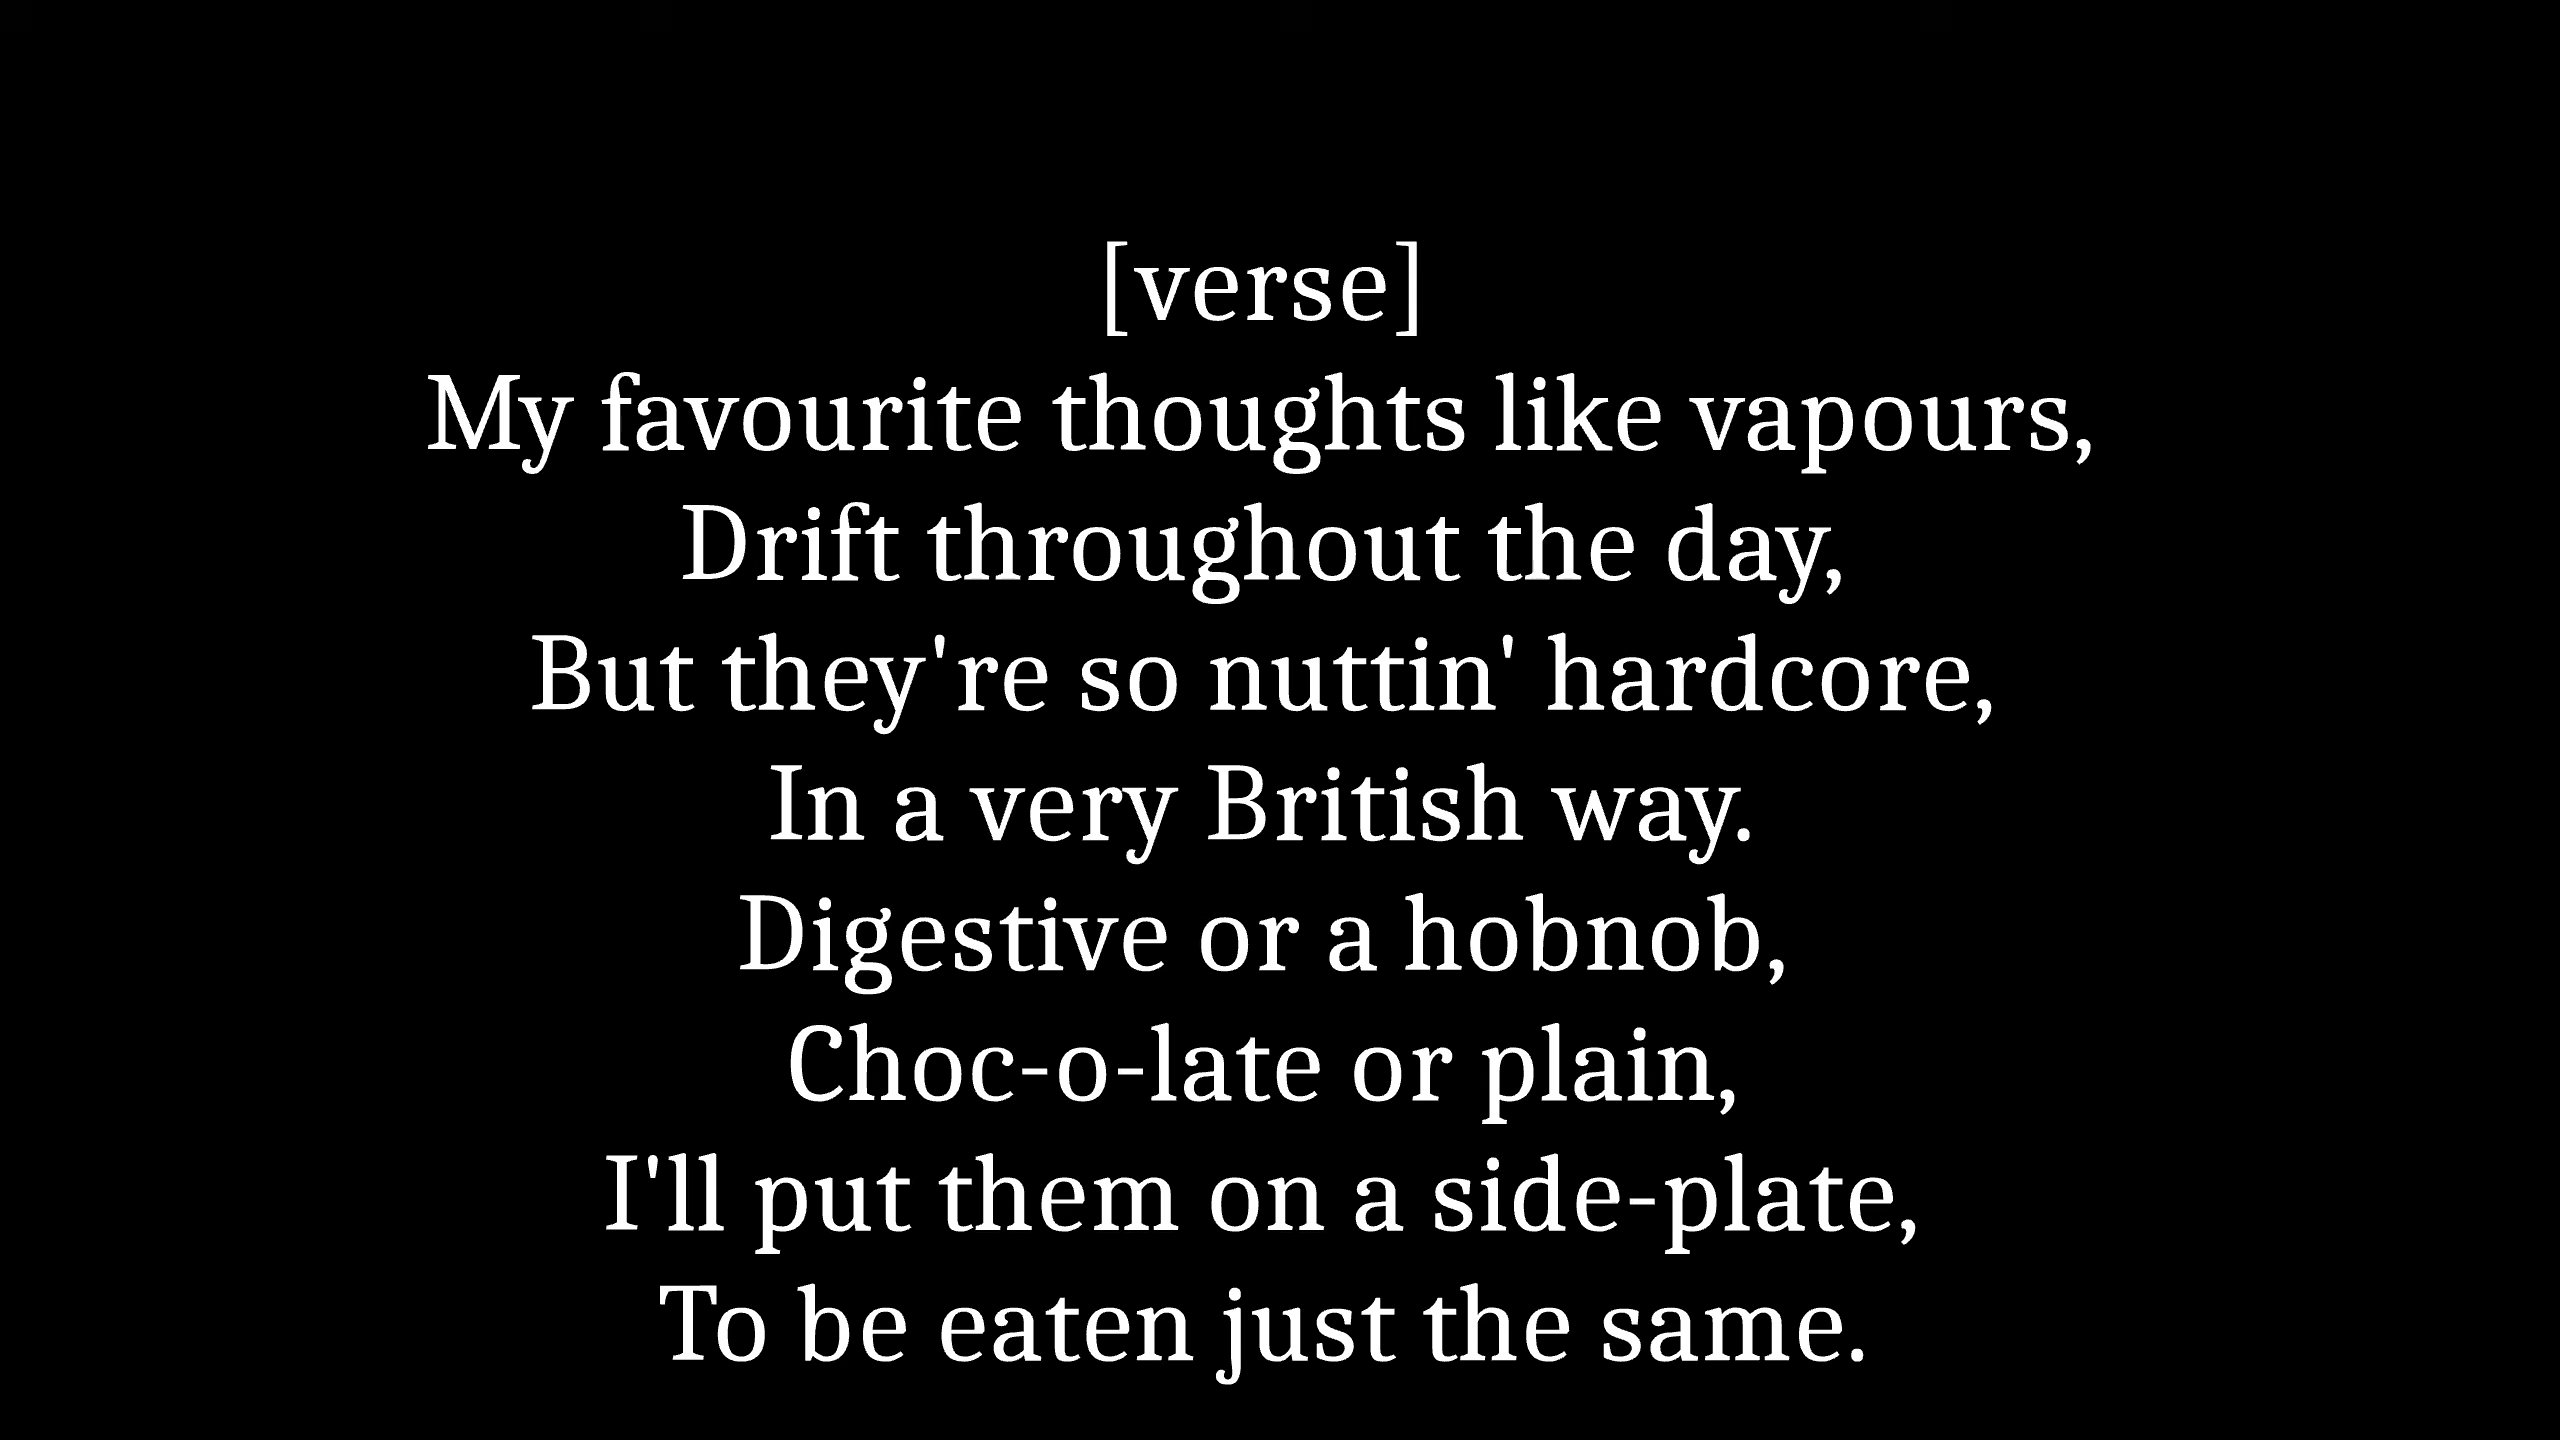 [verse]
My favourite thoughts like vapours,
Drift throughout the day,
But they're so nuttin' hardcore,
In a very British way.
Digestive or a hobnob,
Choc-o-late or plain,
I'll put them on a side-plate,
To be eaten just the same.